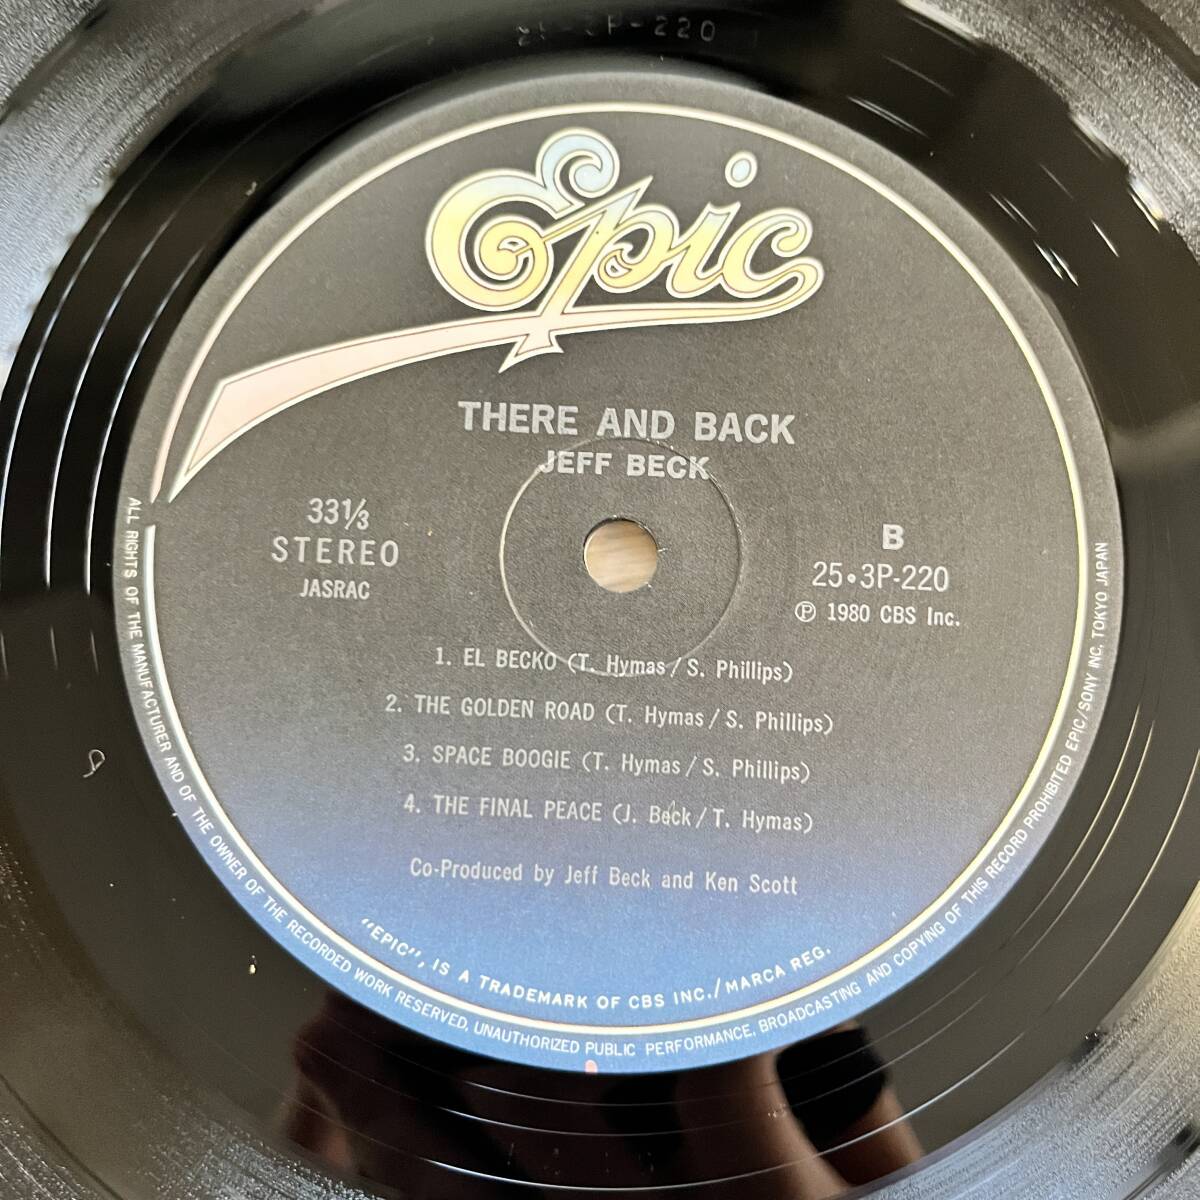 25·3P-220
Epic
THERE AND BACK
JEFF BECK
33⅓
STEREO
JASRAC
B
25•3P-220
Ⓟ 1980 CBS Inc.
1. EL BECKO (T. Hymas / S. Phillips)
2. THE GOLDEN ROAD (T. Hymas / S. Phillips)
3. SPACE BOOGIE (T. Hymas / S. Phillips)
4. THE FINAL PEACE (J. Beck / T. Hymas)
Co-Produced by Jeff Beck and Ken Scott
"EPIC", IS A TRADEMARK OF CBS INC./MARCA REG.
ALL RIGHTS OF THE MANUFACTURER AND OF THE OWNER OF THE RECORDED WORK RESERVED, UNAUTHORIZED PUBLIC PERFORMANCE, BROADCASTING AND COPYING OF THIS RECORD PROHIBITED EPIC/SONY INC. TOKYO JAPAN